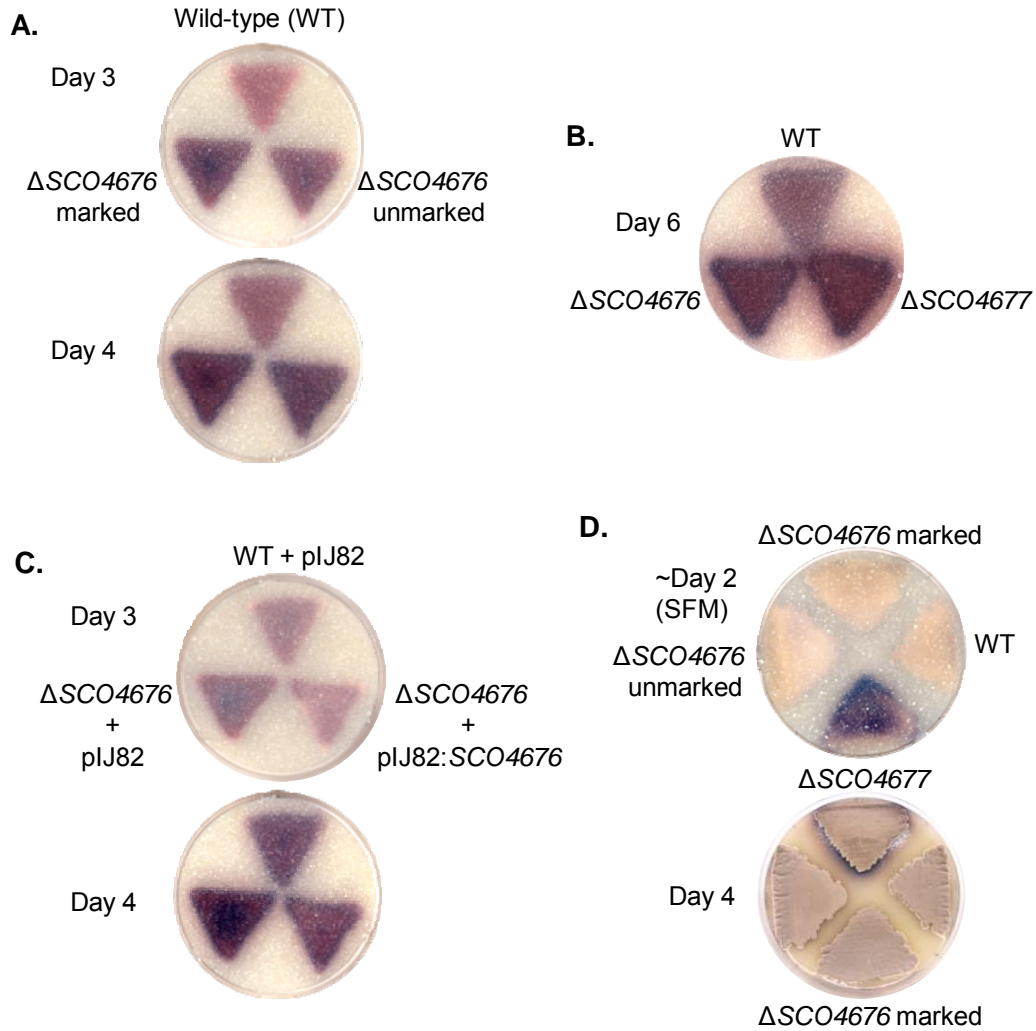 A.
Wild-type (WT)
Day 3
ΔSCO4676
marked
ΔSCO4676
unmarked
Day 4
B.
WT
Day 6
ΔSCO4676
ΔSCO4677
C.
WT + pIJ82
Day 3
ΔSCO4676
+
pIJ82
ΔSCO4676
+
pIJ82:SCO4676
Day 4
D.
ΔSCO4676 marked
~Day 2
(SFM)
ΔSCO4676
unmarked
WT
ΔSCO4677
Day 4
ΔSCO4676 marked